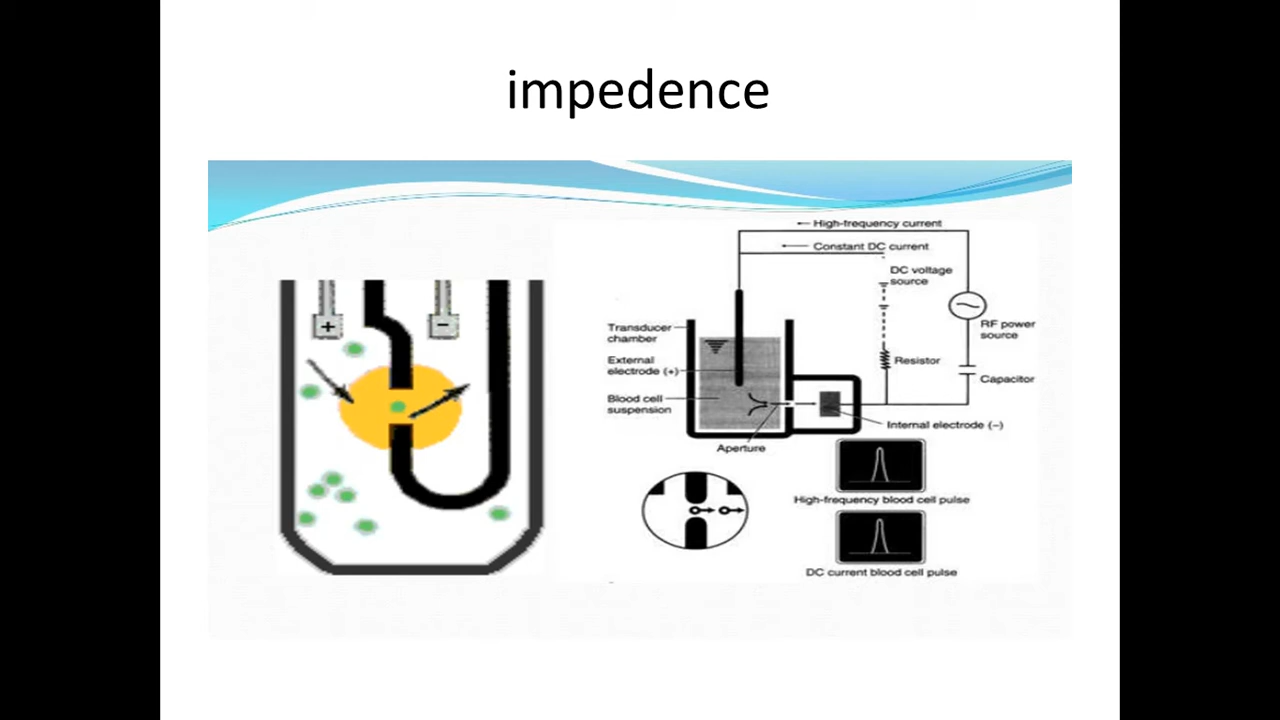 impedence
High-frequency current
Constant DC current
DC voltage
source
+
-
Transducer
chamber
RF power
source
External
electrode (+)
Resistor
Capacitor
Blood cell
suspension
Internal electrode (-)
Aperture
High-frequency blood cell pulse
DC current blood cell pulse